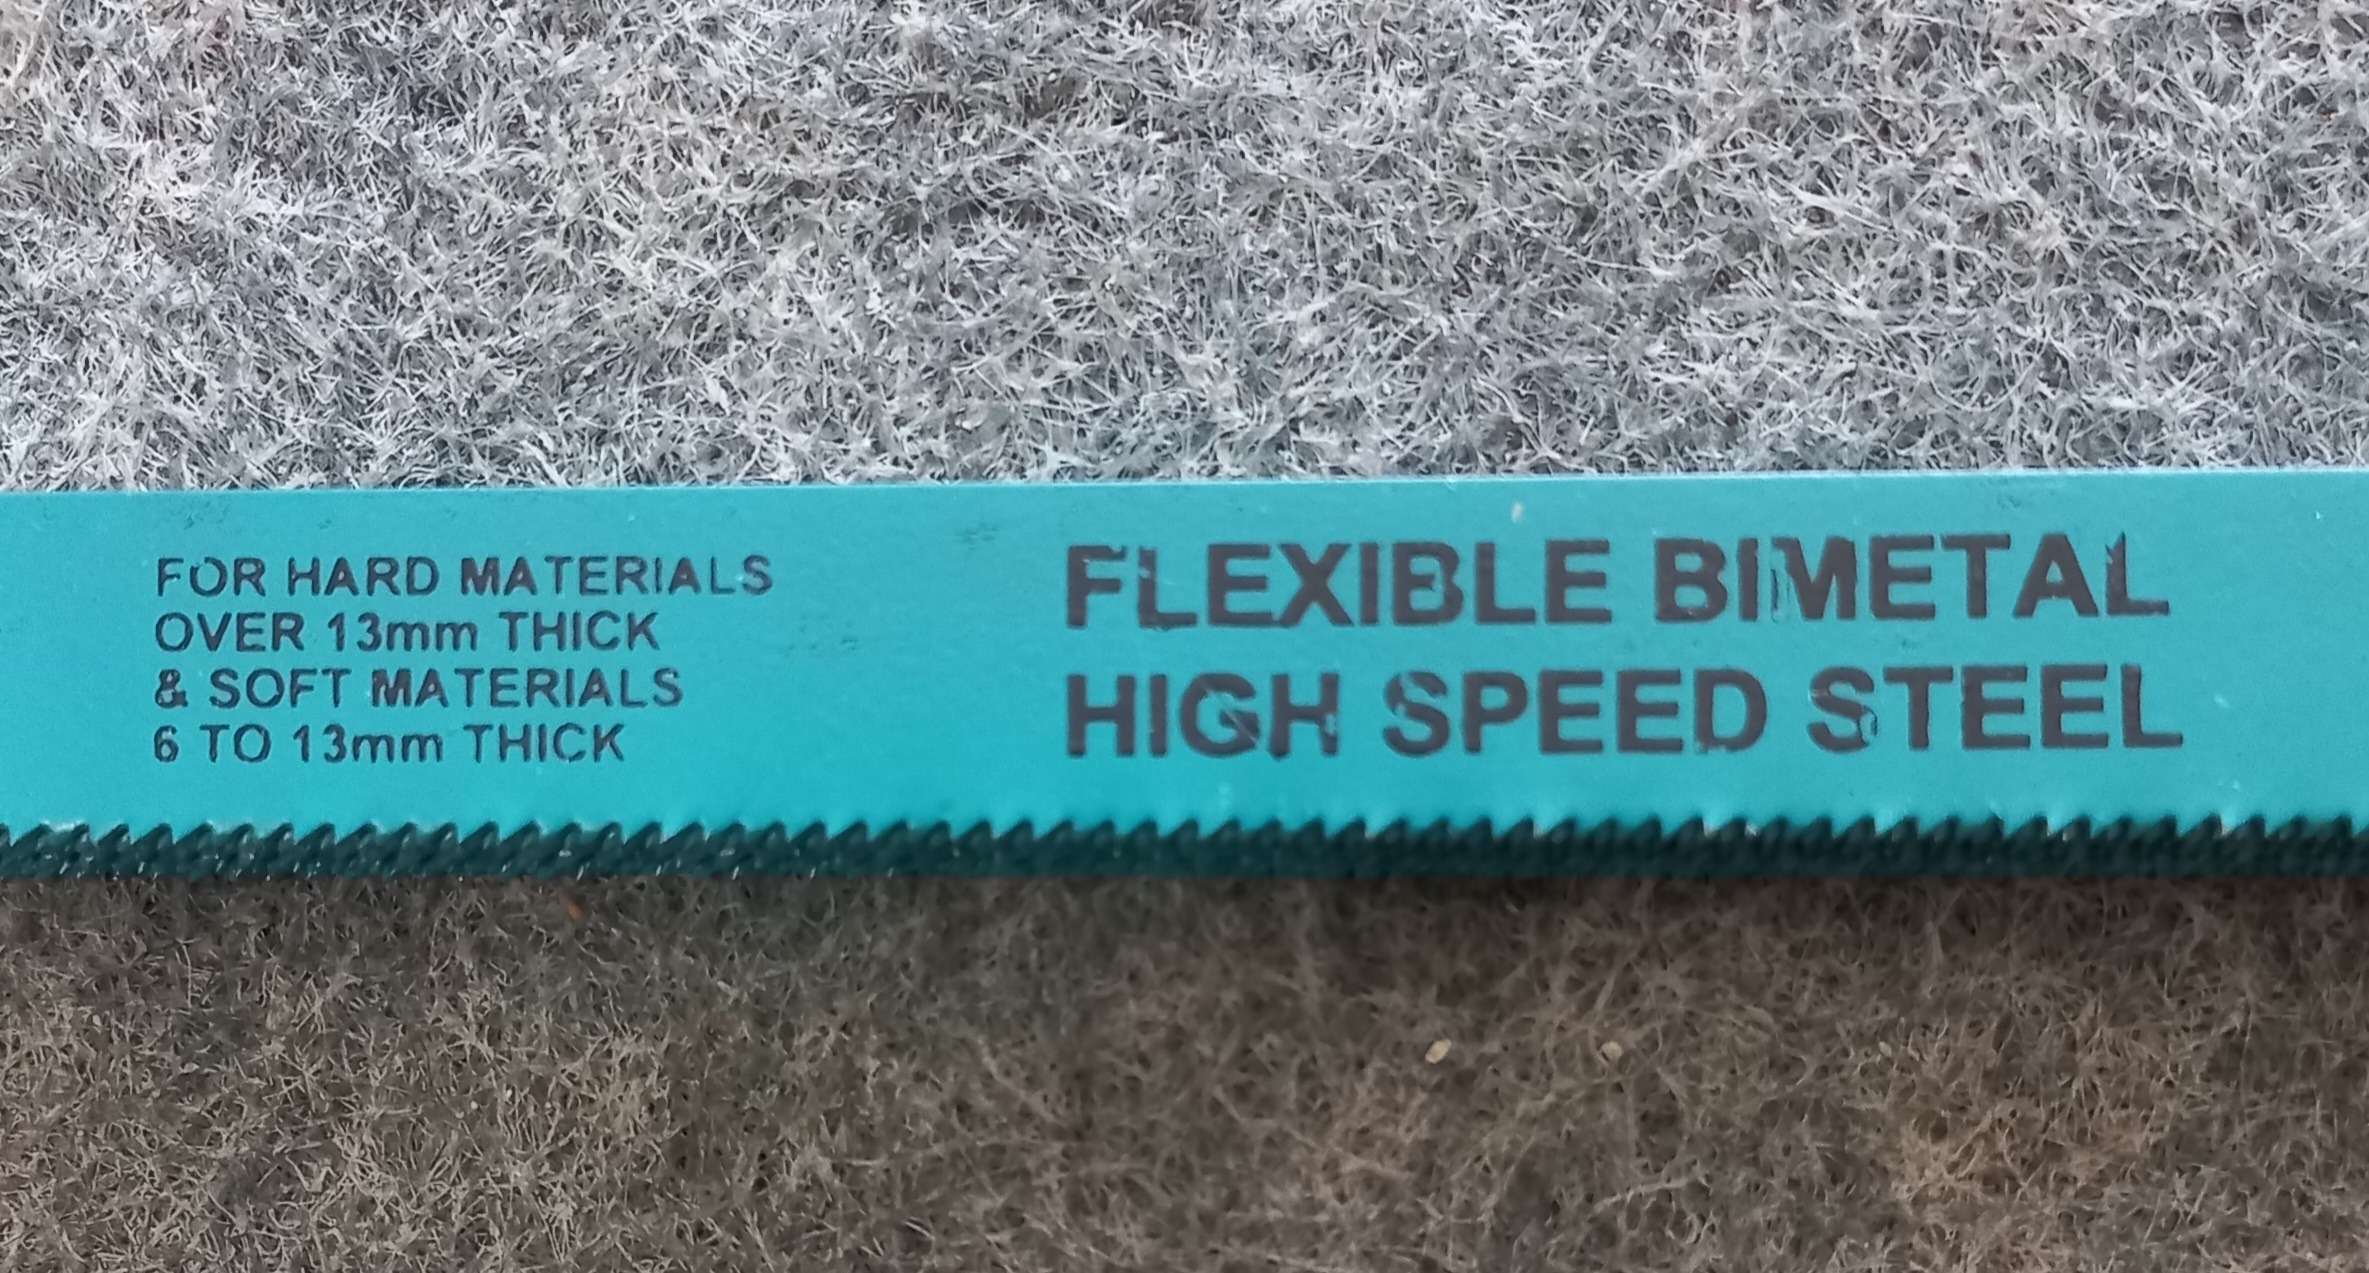 FOR HARD MATERIALS
OVER 13mm THICK
& SOFT MATERIALS
6 TO 13mm THICK
FLEXIBLE BIMETAL
HIGH SPEED STEEL